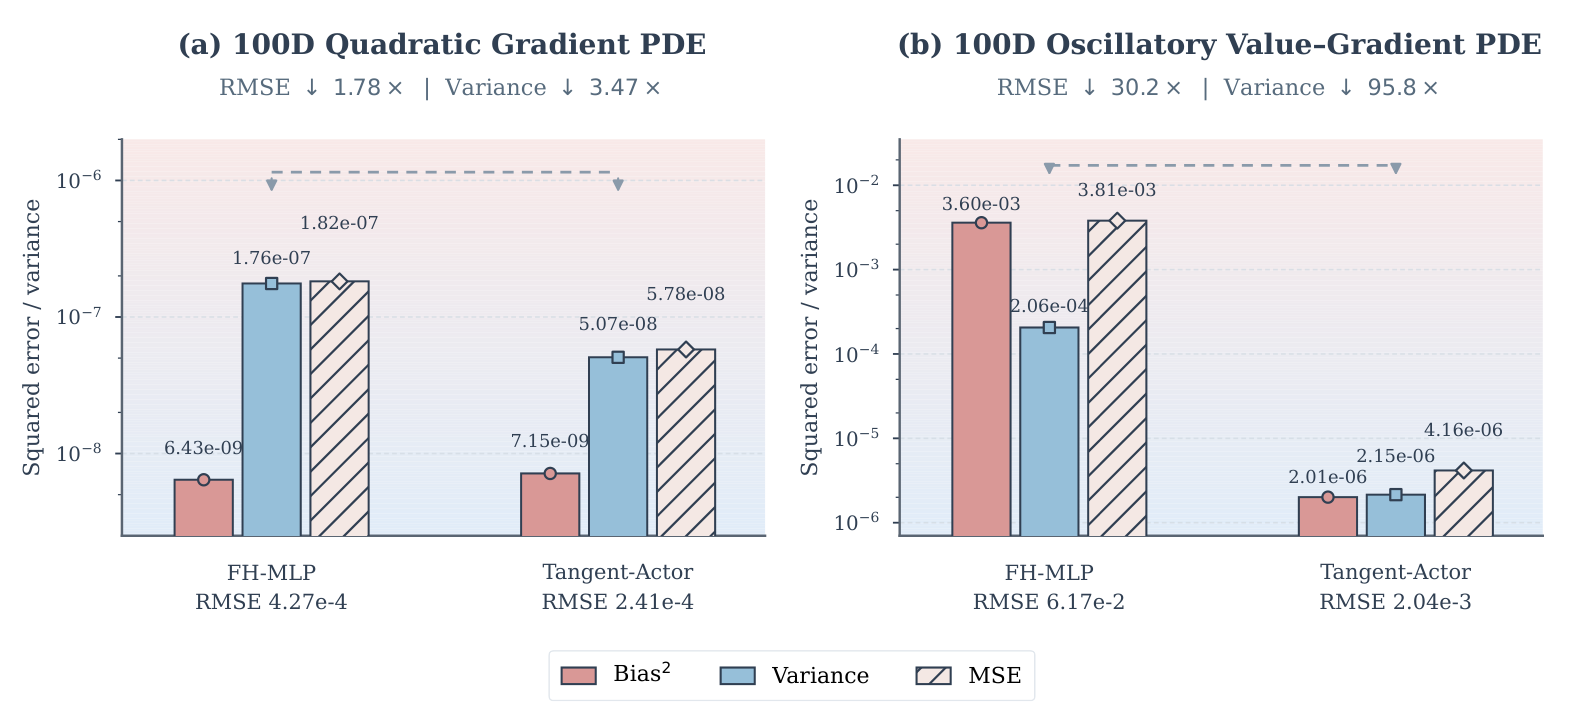 (a) 100D Quadratic Gradient PDE
RMSE ↓ 1.78 × | Variance ↓ 3.47 ×
Squared error / variance
10⁻⁶
10⁻⁷
10⁻⁸
6.43e-09
1.76e-07
1.82e-07
7.15e-09
5.07e-08
5.78e-08
FH-MLP
RMSE 4.27e-4
Tangent-Actor
RMSE 2.41e-4
(b) 100D Oscillatory Value–Gradient PDE
RMSE ↓ 30.2 × | Variance ↓ 95.8 ×
Squared error / variance
10⁻²
10⁻³
10⁻⁴
10⁻⁵
10⁻⁶
3.60e-03
2.06e-04
3.81e-03
2.01e-06
2.15e-06
4.16e-06
FH-MLP
RMSE 6.17e-2
Tangent-Actor
RMSE 2.04e-3
Bias²
Variance
MSE